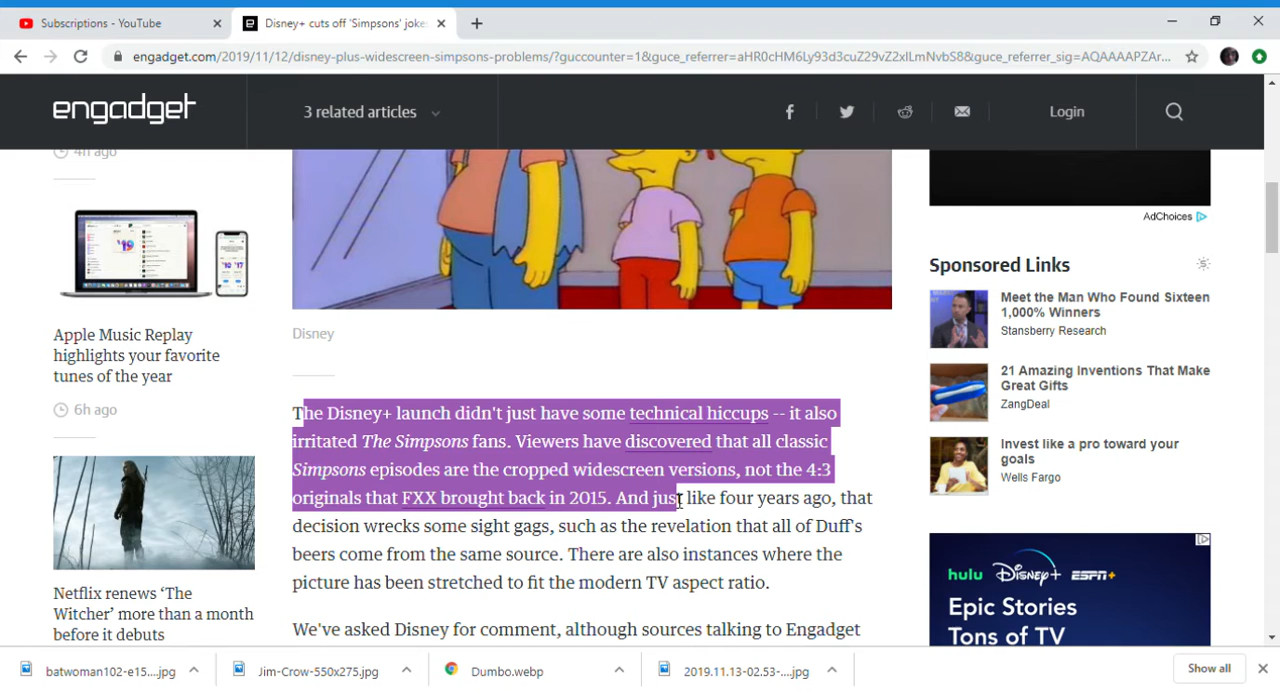 Subscriptions - YouTube
Disney+ cuts off 'Simpsons' joke
engadget.com/2019/11/12/disney-plus-widescreen-simpsons-problems/?guccounter=1&guce_referrer=aHR0cHM6Ly93d3cuZ29vZ2xlLmNvbS8&guce_referrer_sig=AQAAAAPZAr...
engadget
3 related articles
Login
4h ago
AdChoices
Sponsored Links
Meet the Man Who Found Sixteen
1,000% Winners
Stansberry Research
Disney
Apple Music Replay
highlights your favorite
tunes of the year
6h ago
21 Amazing Inventions That Make
Great Gifts
ZangDeal
The Disney+ launch didn't just have some technical hiccups -- it also
irritated The Simpsons fans. Viewers have discovered that all classic
Simpsons episodes are the cropped widescreen versions, not the 4:3
originals that FXX brought back in 2015. And just like four years ago, that
decision wrecks some sight gags, such as the revelation that all of Duff's
beers come from the same source. There are also instances where the
picture has been stretched to fit the modern TV aspect ratio.
We've asked Disney for comment, although sources talking to Engadget
Invest like a pro toward your
goals
Wells Fargo
Netflix renews 'The
Witcher' more than a month
before it debuts
hulu Disney+ ESPN+
Epic Stories
Tons of TV
batwoman102-e15....jpg
Jim-Crow-550x275.jpg
Dumbo.webp
2019.11.13-02.53-....jpg
Show all